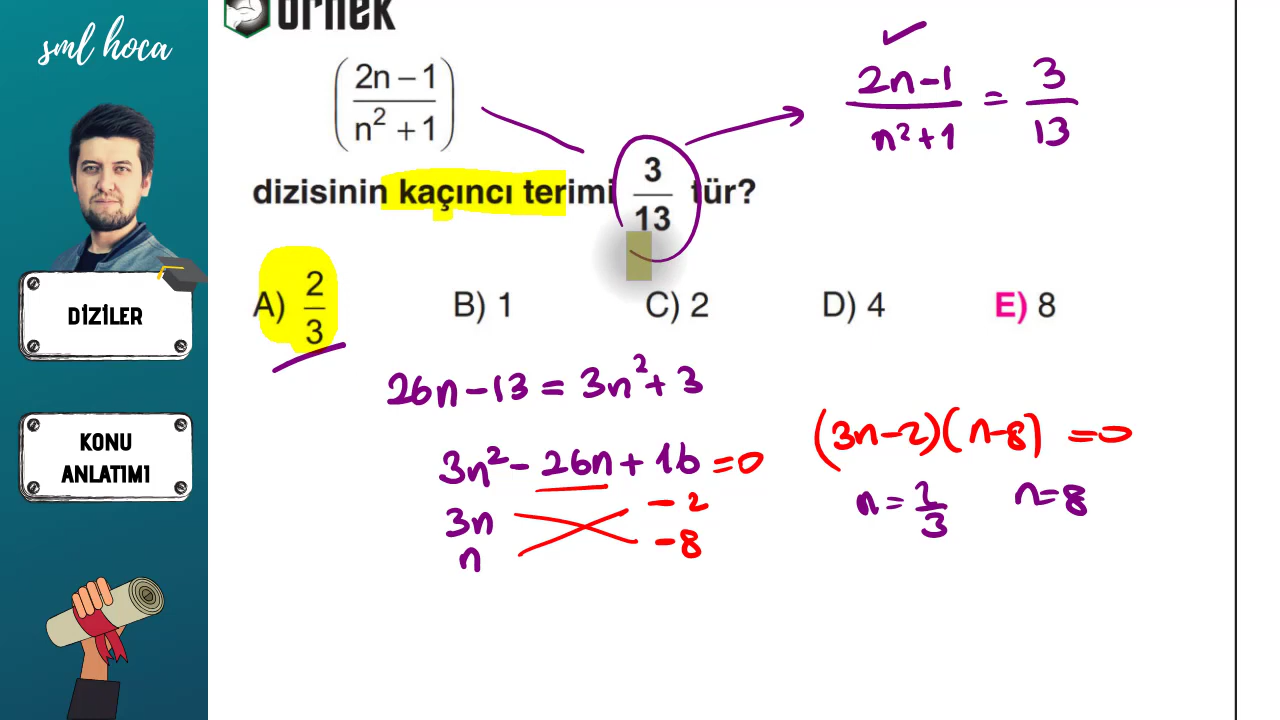 sml hoca
DİZİLER
KONU
ANLATIMI
örnek
(2n − 1 / n² + 1)
dizisinin kaçıncı terimi 3/13 tür?
A) 2/3 B) 1 C) 2 D) 4 E) 8
✓
2n-1 / n²+1 = 3/13
26n-13 = 3n²+3
3n² - 26n + 16 = 0
3n -2
n -8
(3n-2)(n-8) = 0
n = 2/3 n=8